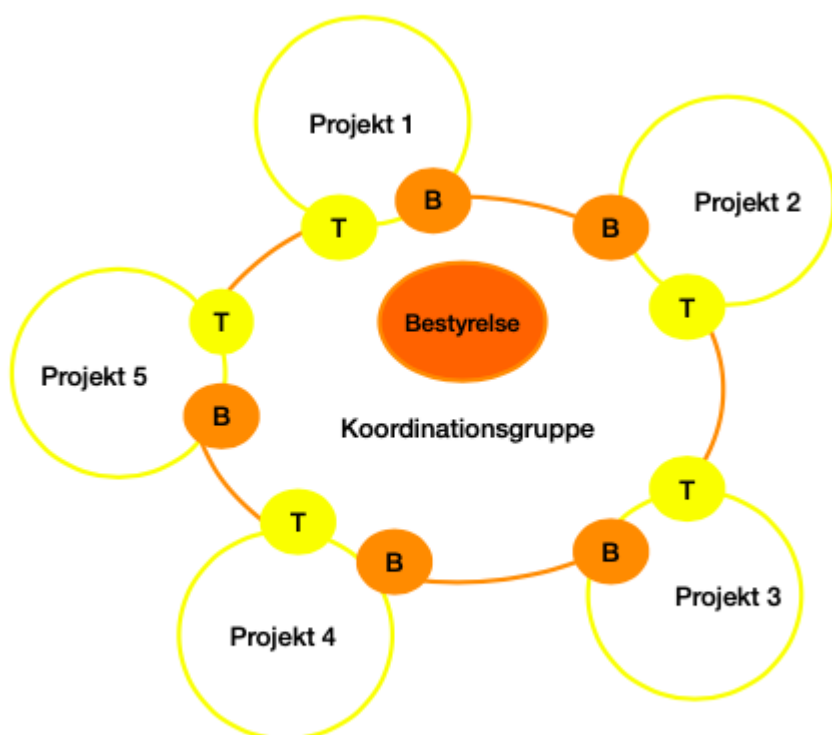 Projekt 1
B
T
Projekt 2
B
T
Bestyrelse
T
Projekt 5
B
Koordinationsgruppe
T
T
B
B
Projekt 3
Projekt 4